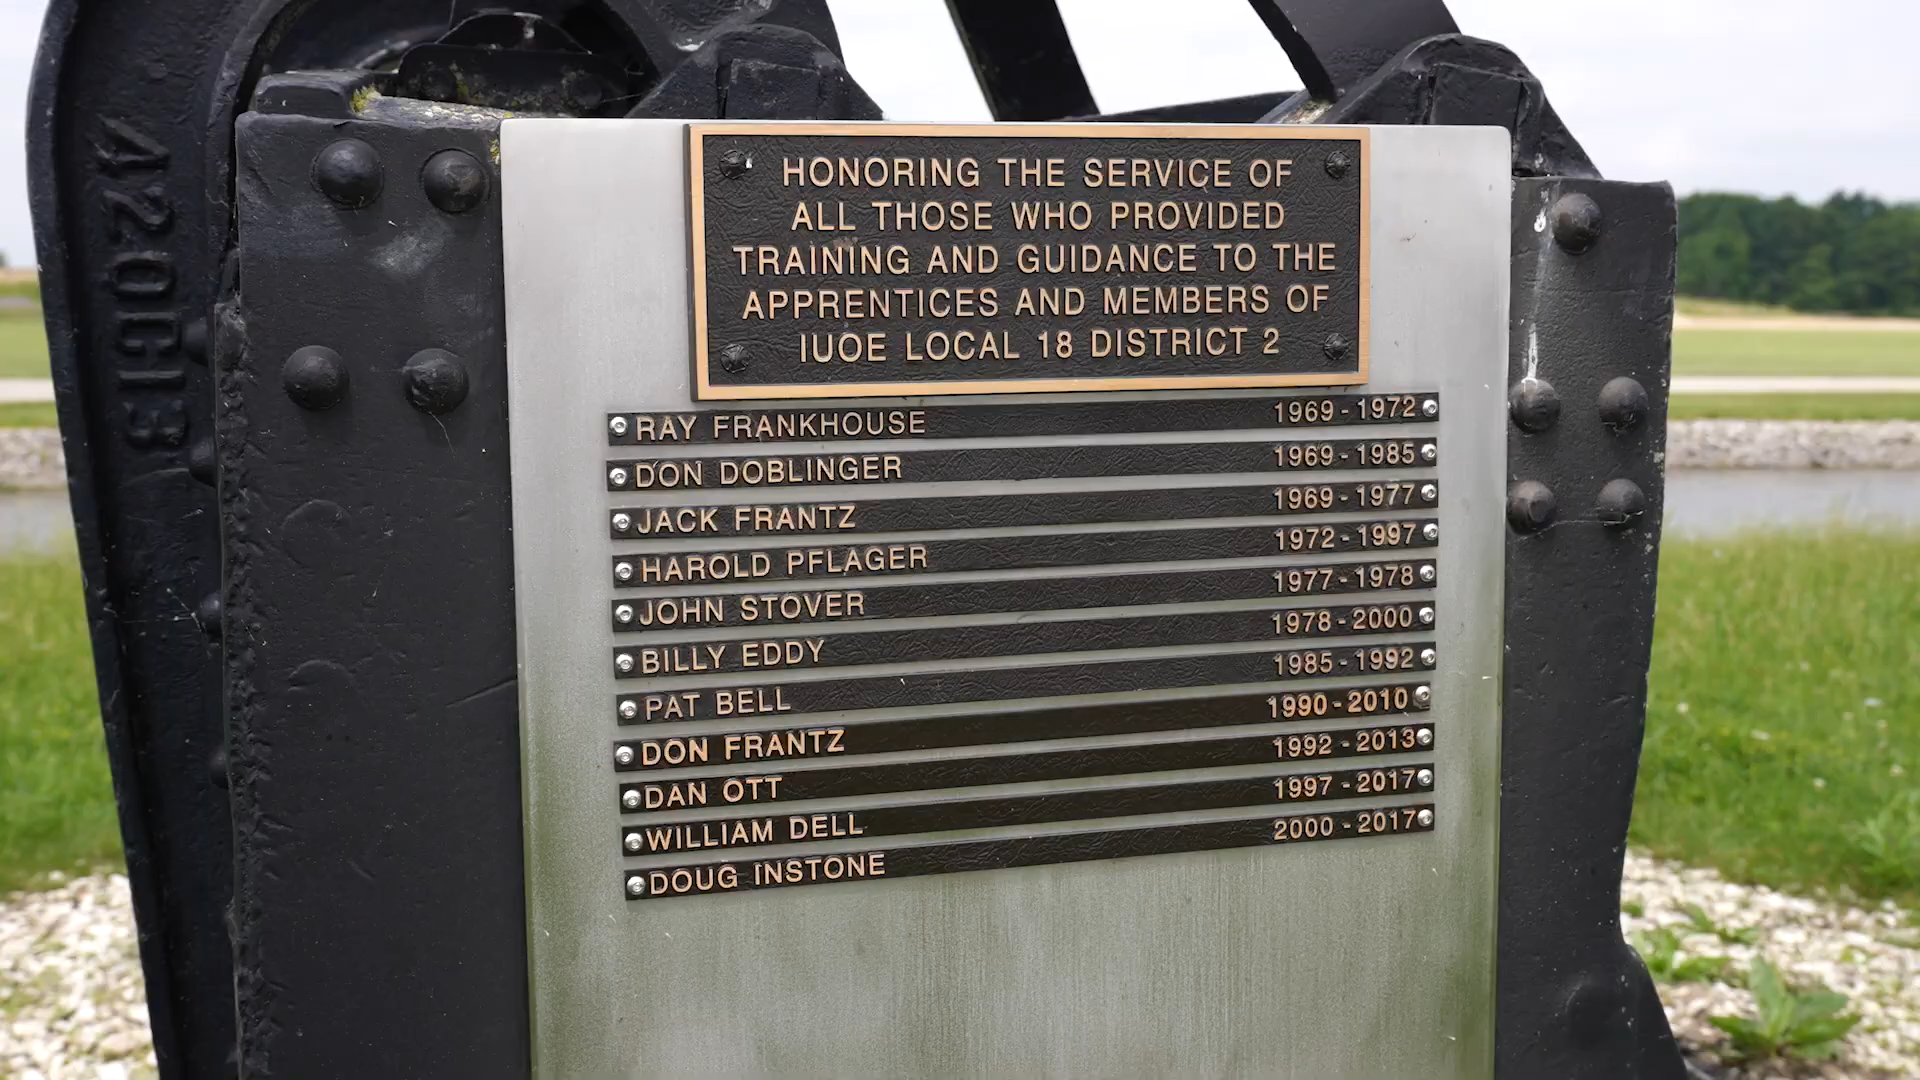 A20C13
HONORING THE SERVICE OF
ALL THOSE WHO PROVIDED
TRAINING AND GUIDANCE TO THE
APPRENTICES AND MEMBERS OF
IUOE LOCAL 18 DISTRICT 2
RAY FRANKHOUSE 1969-1972
DON DOBLINGER 1969-1985
JACK FRANTZ 1969-1977
HAROLD PFLAGER 1972-1997
JOHN STOVER 1977-1978
BILLY EDDY 1978-2000
PAT BELL 1985-1992
DON FRANTZ 1990-2010
DAN OTT 1992-2013
WILLIAM DELL 1997-2017
DOUG INSTONE 2000-2017